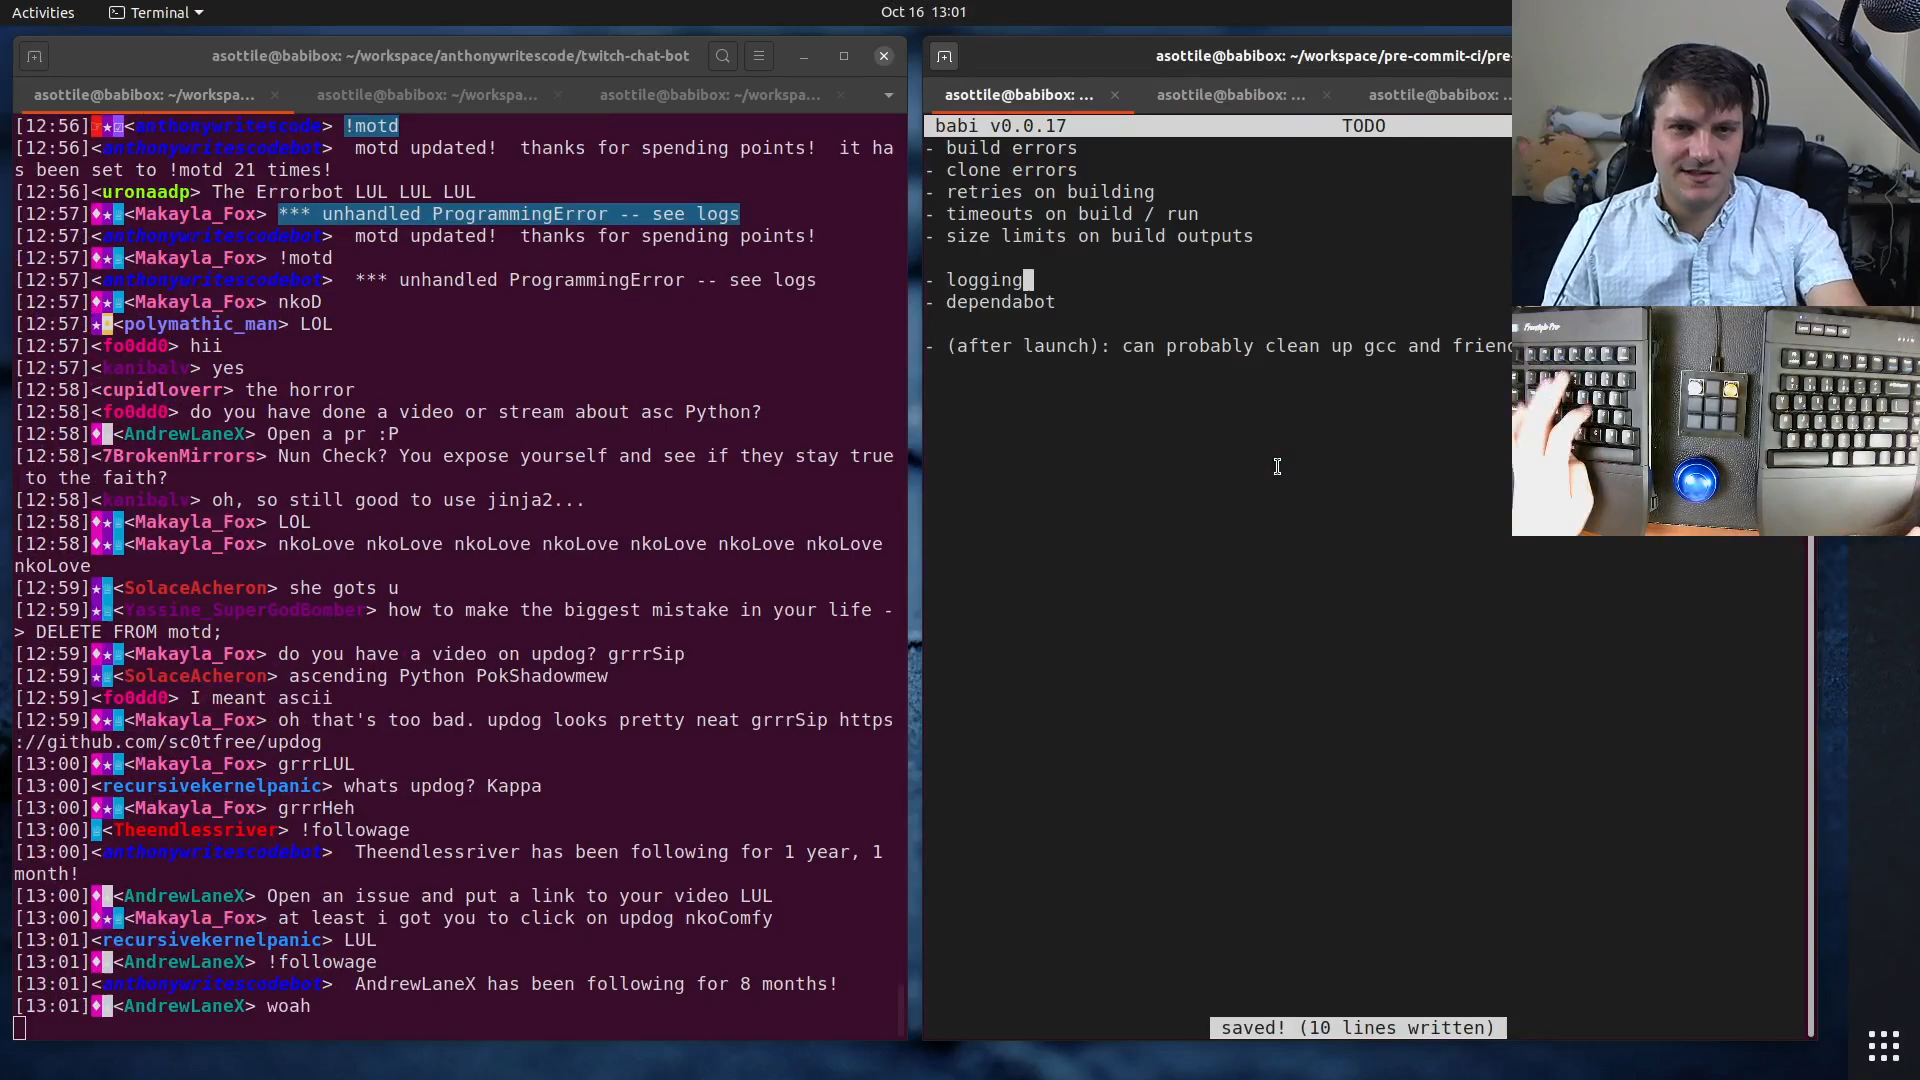 Activities
Terminal
Oct 16 13:01
asottile@babibox: ~/workspace/anthonywritescode/twitch-chat-bot
asottile@babibox: ~/workspa...
asottile@babibox: ~/workspa...
asottile@babibox: ~/workspa...
[12:56] <anthonywritescode> !motd
[12:56]<anthonywritescodebot>  motd updated!  thanks for spending points!  it ha
s been set to !motd 21 times!
[12:56]<uronaadp> The Errorbot LUL LUL LUL
[12:57] <Makayla_Fox> *** unhandled ProgrammingError -- see logs
[12:57]<anthonywritescodebot>  motd updated!  thanks for spending points!
[12:57] <Makayla_Fox> !motd
[12:57]<anthonywritescodebot>  *** unhandled ProgrammingError -- see logs
[12:57] <Makayla_Fox> nkoD
[12:57] <polymathic_man> LOL
[12:57]<fo0dd0> hii
[12:57]<kanibalv> yes
[12:58]<cupidloverr> the horror
[12:58]<fo0dd0> do you have done a video or stream about asc Python?
[12:58] <AndrewLaneX> Open a pr :P
[12:58]<7BrokenMirrors> Nun Check? You expose yourself and see if they stay true
 to the faith?
[12:58]<kanibalv> oh, so still good to use jinja2...
[12:58] <Makayla_Fox> LOL
[12:58] <Makayla_Fox> nkoLove nkoLove nkoLove nkoLove nkoLove nkoLove nkoLove
nkoLove
[12:59] <SolaceAcheron> she gots u
[12:59] <Yassine_SuperGodBomber> how to make the biggest mistake in your life -
> DELETE FROM motd;
[12:59] <Makayla_Fox> do you have a video on updog? grrrSip
[12:59] <SolaceAcheron> ascending Python PokShadowmew
[12:59]<fo0dd0> I meant ascii
[12:59] <Makayla_Fox> oh that's too bad. updog looks pretty neat grrrSip https
://github.com/sc0tfree/updog
[13:00] <Makayla_Fox> grrrLUL
[13:00]<recursivekernelpanic> whats updog? Kappa
[13:00] <Makayla_Fox> grrrHeh
[13:00] <Theendlessriver> !followage
[13:00]<anthonywritescodebot>  Theendlessriver has been following for 1 year, 1
month!
[13:00] <AndrewLaneX> Open an issue and put a link to your video LUL
[13:00] <Makayla_Fox> at least i got you to click on updog nkoComfy
[13:01]<recursivekernelpanic> LUL
[13:01] <AndrewLaneX> !followage
[13:01]<anthonywritescodebot>  AndrewLaneX has been following for 8 months!
[13:01] <AndrewLaneX> woah
asottile@babibox: ~/workspace/pre-commit-ci/pre-
asottile@babibox: ...
asottile@babibox: ...
asottile@babibox:
babi v0.0.17
TODO
- build errors
- clone errors
- retries on building
- timeouts on build / run
- size limits on build outputs
- logging
- dependabot
- (after launch): can probably clean up gcc and friend
saved! (10 lines written)
Freestyle Pro